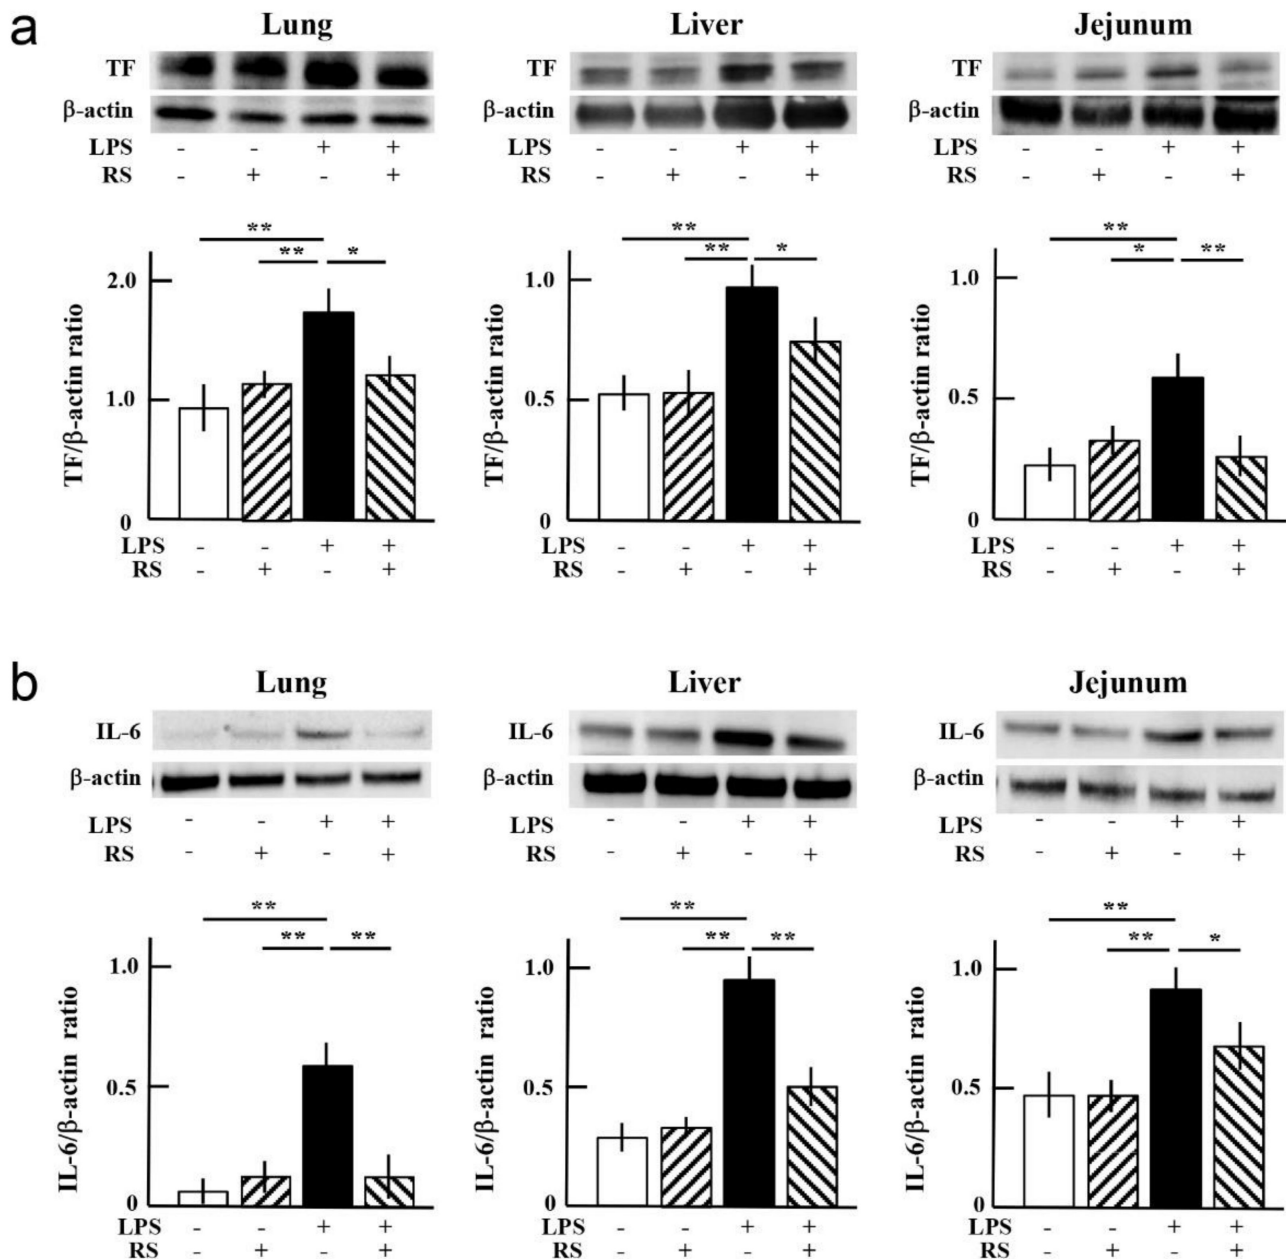 a
Lung Liver Jejunum
TF TF TF
β-actin β-actin β-actin
LPS - - + + LPS - - + + LPS - - + +
RS - + - + RS - + - + RS - + - +
** ** **
** * ** * * **
TF/β-actin ratio TF/β-actin ratio TF/β-actin ratio
2.0 1.0 1.0
1.0 0.5 0.5
0 0 0
LPS - - + + LPS - - + + LPS - - + +
RS - + - + RS - + - + RS - + - +
b
Lung Liver Jejunum
IL-6 IL-6 IL-6
β-actin β-actin β-actin
LPS - - + + LPS - - + + LPS - - + +
RS - + - + RS - + - + RS - + - +
** ** **
** ** ** ** ** *
IL-6/β-actin ratio IL-6/β-actin ratio IL-6/β-actin ratio
1.0 1.0 1.0
0.5 0.5 0.5
0 0 0
LPS - - + + LPS - - + + LPS - - + +
RS - + - + RS - + - + RS - + - +